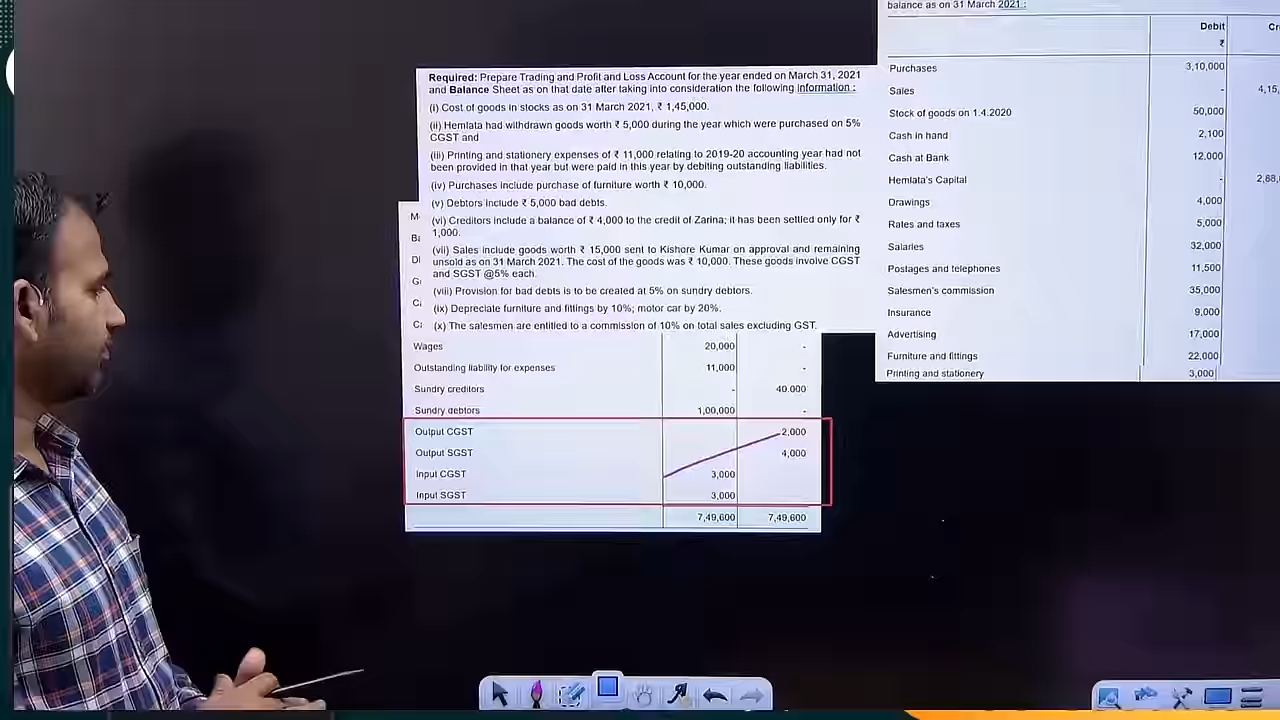 Required: Prepare Trading and Profit and Loss Account for the year ended on March 31, 2021
and Balance Sheet as on that date after taking into consideration the following information :
(i) Cost of goods in stocks as on 31 March 2021, ₹ 1,45,000.
(ii) Hemlata had withdrawn goods worth ₹ 5,000 during the year which were purchased on 5%
CGST and
(iii) Printing and stationery expenses of ₹ 11,000 relating to 2019-20 accounting year had not
been provided in that year but were paid in this year by debiting outstanding liabilities.
(iv) Purchases include purchase of furniture worth ₹ 10,000.
(v) Debtors include ₹ 5,000 bad debts.
(vi) Creditors include a balance of ₹ 4,000 to the credit of Zarina; it has been settled only for ₹
1,000.
(vii) Sales include goods worth ₹ 15,000 sent to Kishore Kumar on approval and remaining
unsold as on 31 March 2021. The cost of the goods was ₹ 10,000. These goods involve CGST
and SGST @5% each.
(viii) Provision for bad debts is to be created at 5% on sundry debtors.
(ix) Depreciate furniture and fittings by 10%; motor car by 20%.
(x) The salesmen are entitled to a commission of 10% on total sales excluding GST.
Wages 20,000 -
Outstanding liability for expenses 11,000 -
Sundry creditors - 40.000
Sundry debtors 1,00,000 -
Output CGST 2,000
Output SGST 4,000
Input CGST 3,000
Input SGST 3,000
7,49,600 7,49,600
balance as on 31 March 2021 :
Debit
₹
Purchases 3,10,000
Sales - 4,15,
Stock of goods on 1.4.2020 50,000
Cash in hand 2,100
Cash at Bank 12,000
Hemlata's Capital - 2,68,
Drawings 4,000
Rates and taxes 5,000
Salaries 32,000
Postages and telephones 11,500
Salesmen's commission 35,000
Insurance 9,000
Advertising 17,000
Furniture and fittings 22,000
Printing and stationery 3,000